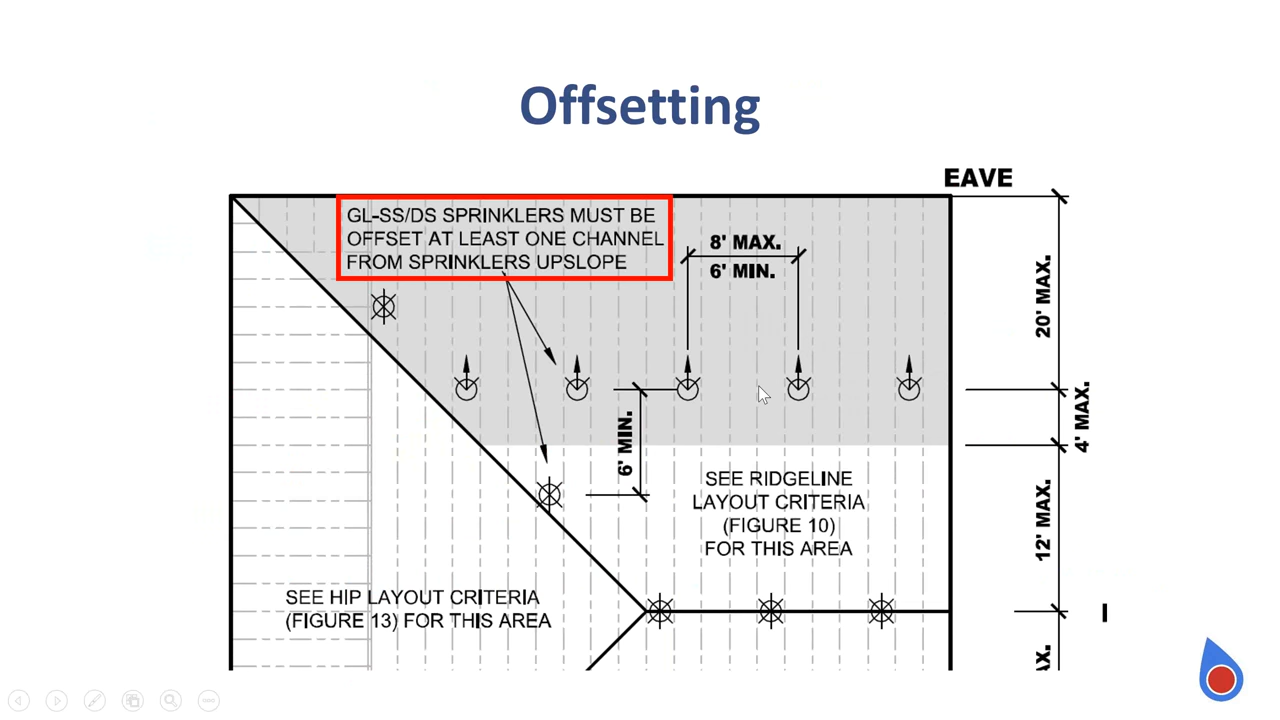 Offsetting
EAVE
GL-SS/DS SPRINKLERS MUST BE
OFFSET AT LEAST ONE CHANNEL
FROM SPRINKLERS UPSLOPE
8' MAX.
6' MIN.
20' MAX.
4' MAX.
6' MIN.
SEE RIDGELINE
LAYOUT CRITERIA
(FIGURE 10)
FOR THIS AREA
12' MAX.
SEE HIP LAYOUT CRITERIA
(FIGURE 13) FOR THIS AREA